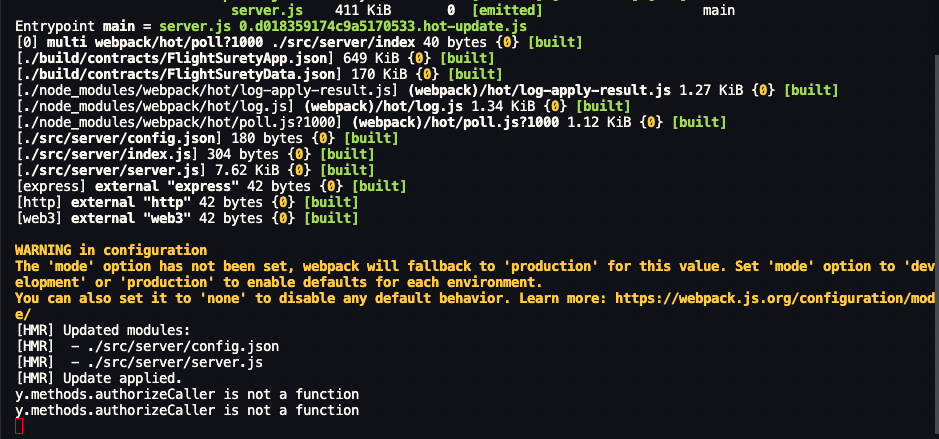 server.js 411 KiB 0 [emitted] main
Entrypoint main = server.js 0.d018359174c9a5170533.hot-update.js
[0] multi webpack/hot/poll?1000 ./src/server/index 40 bytes {0} [built]
[./build/contracts/FlightSuretyApp.json] 649 KiB {0} [built]
[./build/contracts/FlightSuretyData.json] 170 KiB {0} [built]
[./node_modules/webpack/hot/log-apply-result.js] (webpack)/hot/log-apply-result.js 1.27 KiB {0} [built]
[./node_modules/webpack/hot/log.js] (webpack)/hot/log.js 1.34 KiB {0} [built]
[./node_modules/webpack/hot/poll.js?1000] (webpack)/hot/poll.js?1000 1.12 KiB {0} [built]
[./src/server/config.json] 180 bytes {0} [built]
[./src/server/index.js] 304 bytes {0} [built]
[./src/server/server.js] 7.62 KiB {0} [built]
[express] external "express" 42 bytes {0} [built]
[http] external "http" 42 bytes {0} [built]
[web3] external "web3" 42 bytes {0} [built]
WARNING in configuration
The 'mode' option has not been set, webpack will fallback to 'production' for this value. Set 'mode' option to 'dev
elopment' or 'production' to enable defaults for each environment.
You can also set it to 'none' to disable any default behavior. Learn more: https://webpack.js.org/configuration/mod
e/
[HMR] Updated modules:
[HMR]  - ./src/server/config.json
[HMR]  - ./src/server/server.js
[HMR] Update applied.
y.methods.authorizeCaller is not a function
y.methods.authorizeCaller is not a function